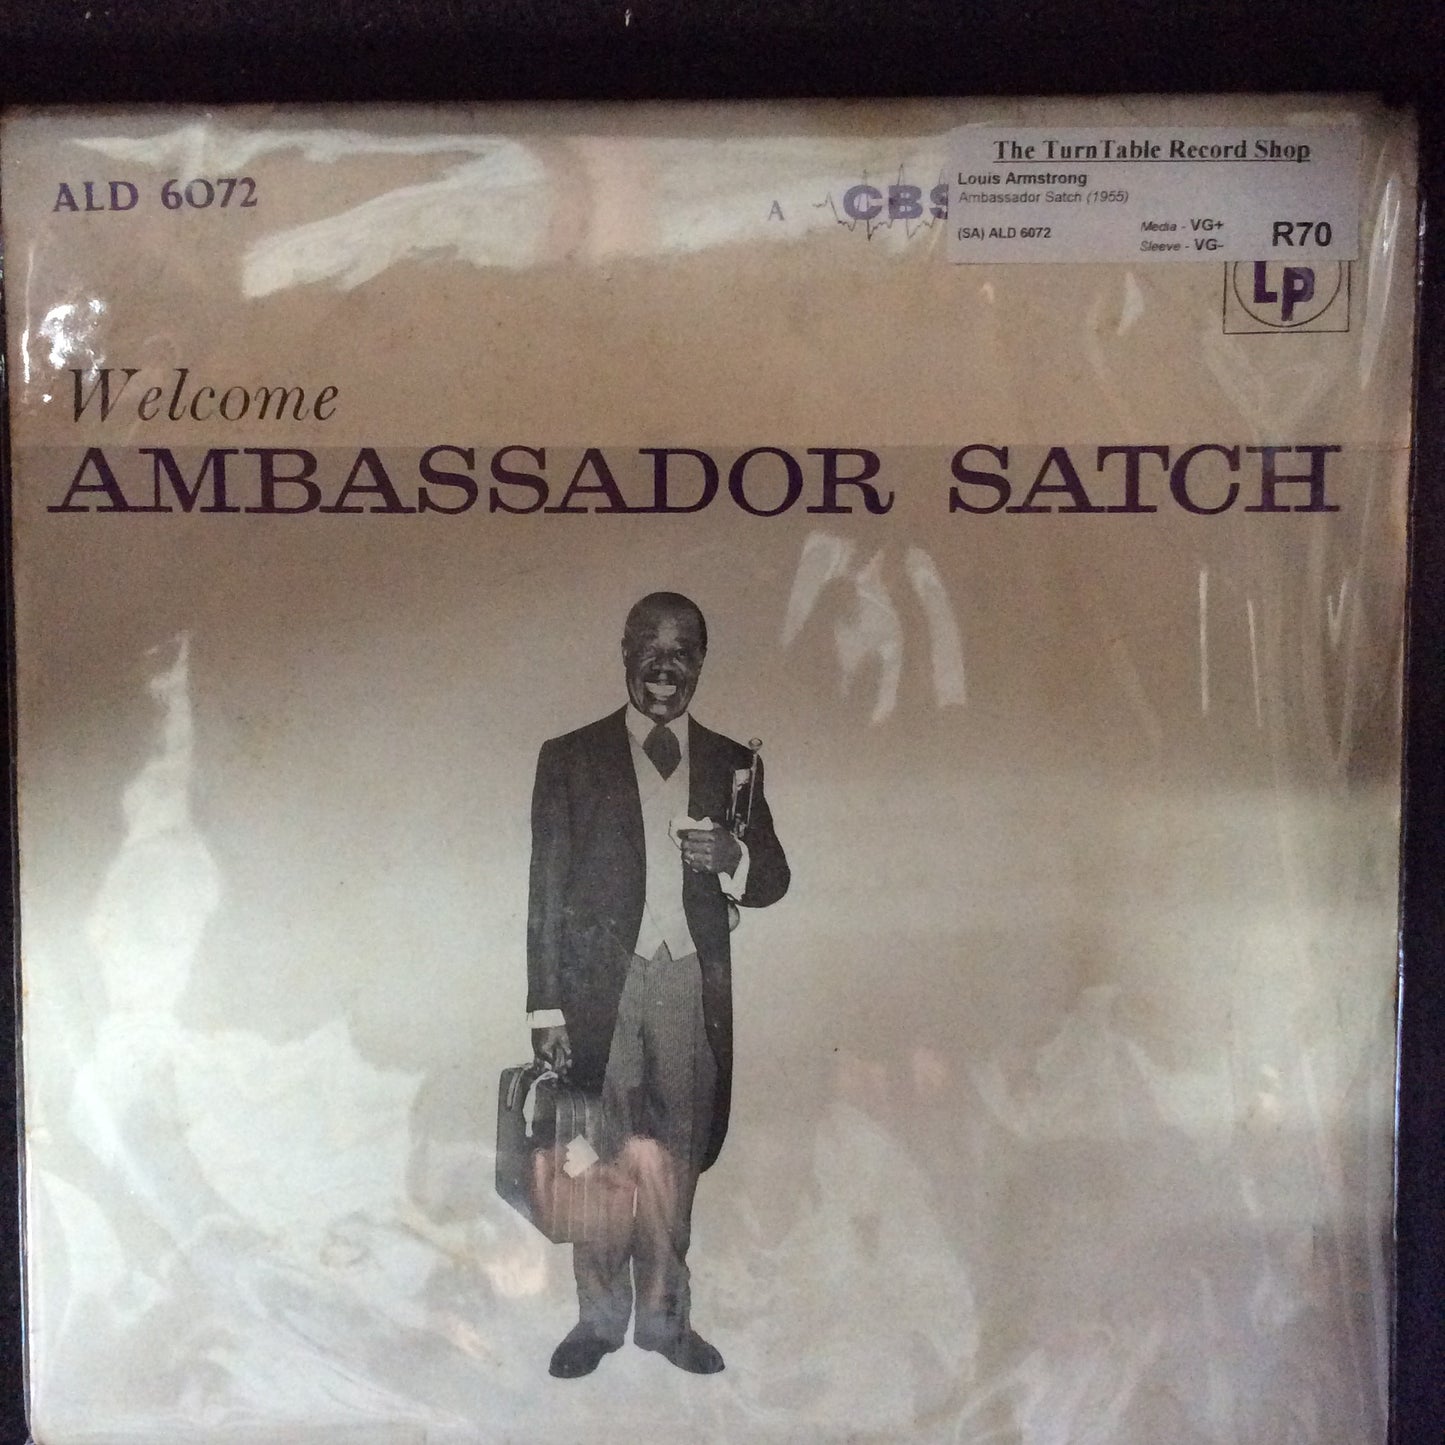 ALD 6072
A CBS
The TurnTable Record Shop
Louis Armstrong
Ambassador Satch (1955)
(SA) ALD 6072
Media - VG+
Sleeve - VG-
R70
Lp
Welcome
AMBASSADOR SATCH